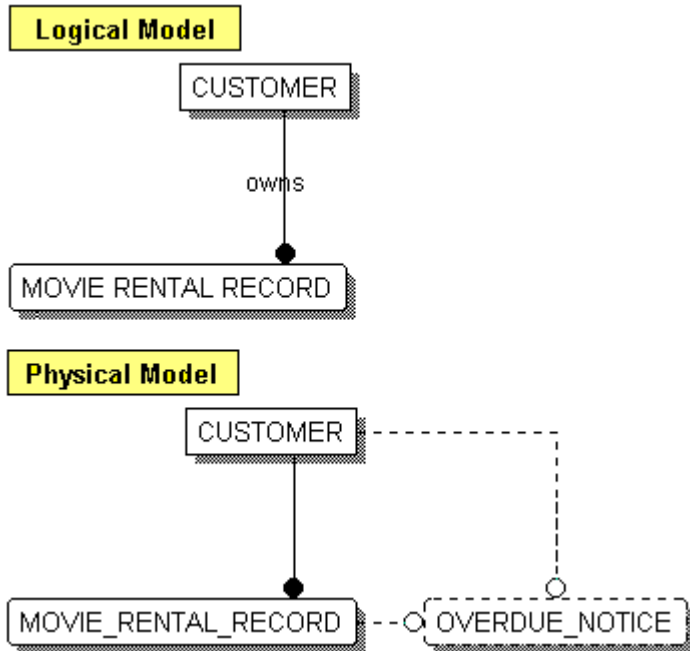 Logical Model
CUSTOMER
owns
MOVIE RENTAL RECORD
Physical Model
CUSTOMER
MOVIE_RENTAL_RECORD
OVERDUE_NOTICE